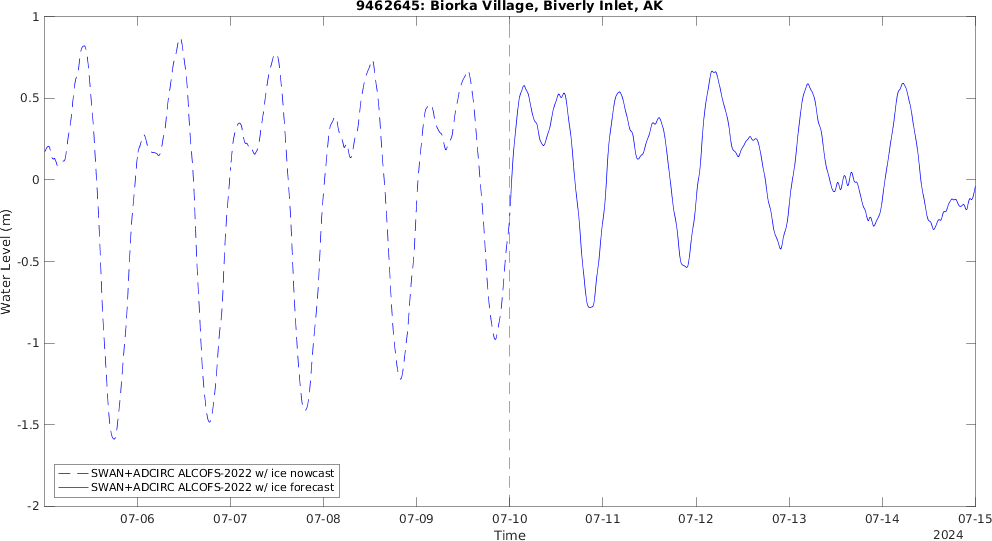 9462645: Biorka Village, Biverly Inlet, AK
1
0.5
0
-0.5
-1
-1.5
-2
Water Level (m)
SWAN+ADCIRC ALCOFS-2022 w/ ice nowcast
SWAN+ADCIRC ALCOFS-2022 w/ ice forecast
07-06 07-07 07-08 07-09 07-10 07-11 07-12 07-13 07-14 07-15
Time
2024